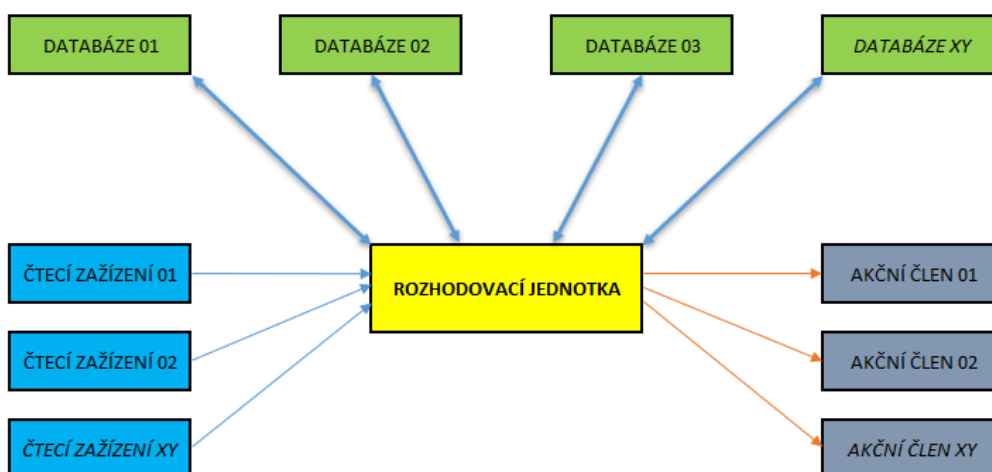 DATABÁZE 01
DATABÁZE 02
DATABÁZE 03
DATABÁZE XY
ČTECÍ ZAŽÍZENÍ 01
ROZHODOVACÍ JEDNOTKA
AKČNÍ ČLEN 01
ČTECÍ ZAŽÍZENÍ 02
AKČNÍ ČLEN 02
ČTECÍ ZAŽÍZENÍ XY
AKČNÍ ČLEN XY